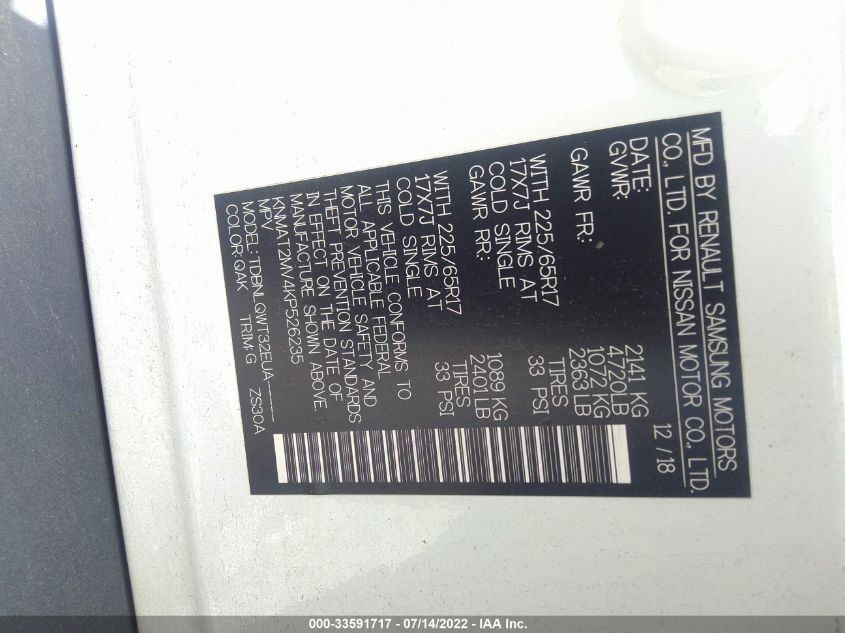 MFD BY RENAULT SAMSUNG MOTORS
CO., LTD. FOR NISSAN MOTOR CO., LTD.
DATE: 12 /18
GVWR: 2141 KG
4720LB
GAWR FR: 1072 KG
2363 LB
WITH 225/65R17 TIRES
17X7J RIMS AT 33 PSI
COLD SINGLE
GAWR RR: 1089 KG
2401 LB
WITH 225/65R17 TIRES
17X7J RIMS AT 33 PSI
COLD SINGLE
THIS VEHICLE CONFORMS TO
ALL APPLICABLE FEDERAL
MOTOR VEHICLE SAFETY AND
THEFT PREVENTION STANDARDS
IN EFFECT ON THE DATE OF
MANUFACTURE SHOWN ABOVE.
KNMAT2MV4KP526235
MPV
MODEL: TDBNLQWT32EUA-----
COLOR: QAK TRIM: G ZS30A
000-33591717 - 07/14/2022 - IAA Inc.